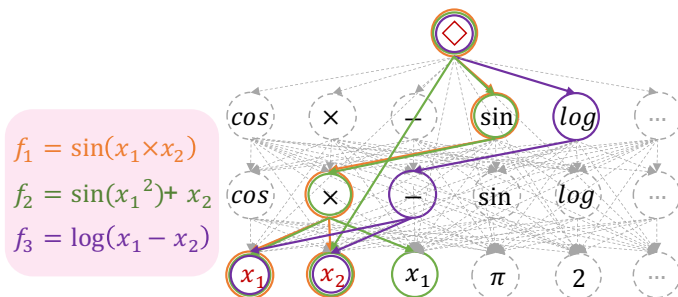 cos × − sin log ...
f₁ = sin(x₁×x₂)
f₂ = sin(x₁²)+ x₂
f₃ = log(x₁ − x₂)
cos × − sin log ...
x₁ x₂ x₁ π 2 ...